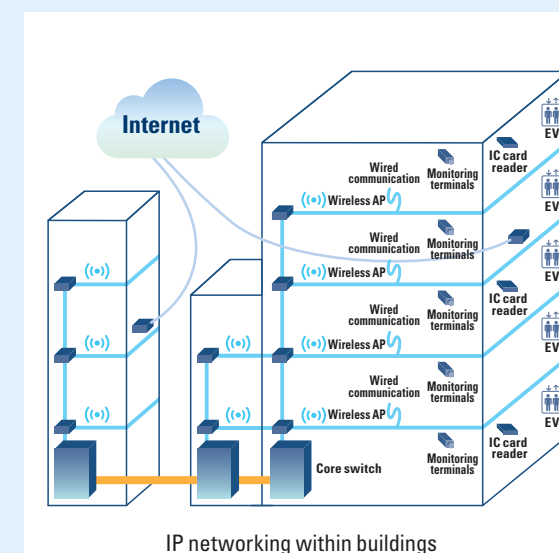 Internet
EV
IC card
reader
Wired
communication
Monitoring
terminals
Wireless AP
EV
Wired
communication
Monitoring
terminals
Wireless AP
EV
IC card
reader
Wired
communication
Monitoring
terminals
Wireless AP
EV
Wired
communication
Monitoring
terminals
Wireless AP
EV
IC card
reader
Monitoring
terminals
Core switch
IP networking within buildings